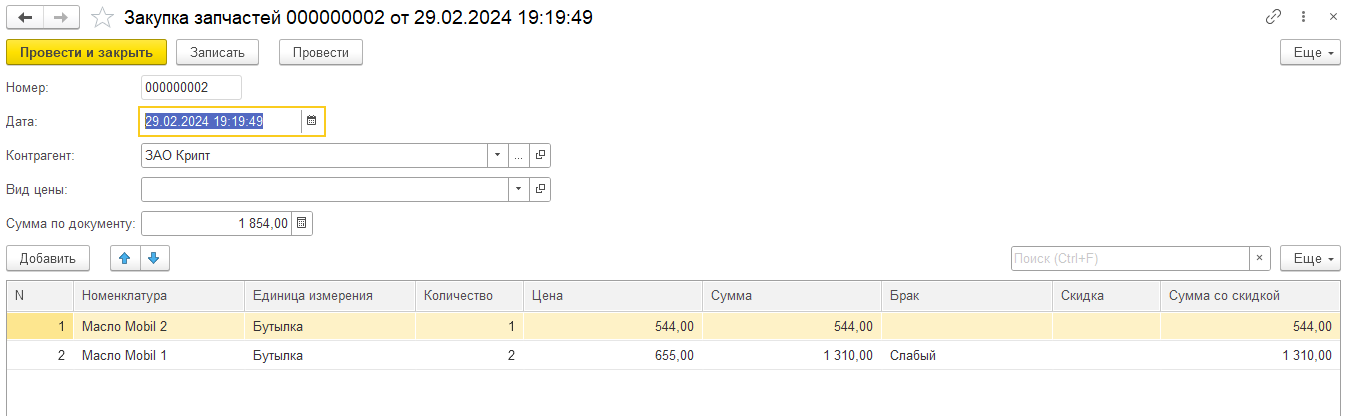 Закупка запчастей 000000002 от 29.02.2024 19:19:49
Провести и закрыть Записать Провести Еще
Номер: 000000002
Дата: 29.02.2024 19:19:49
Контрагент: ЗАО Крипт ...
Вид цены:
Сумма по документу: 1 854,00
Добавить Поиск (Ctrl+F) × Еще
N Номенклатура Единица измерения Количество Цена Сумма Брак Скидка Сумма со скидкой
1 Масло Mobil 2 Бутылка 1 544,00 544,00 544,00
2 Масло Mobil 1 Бутылка 2 655,00 1 310,00 Слабый 1 310,00